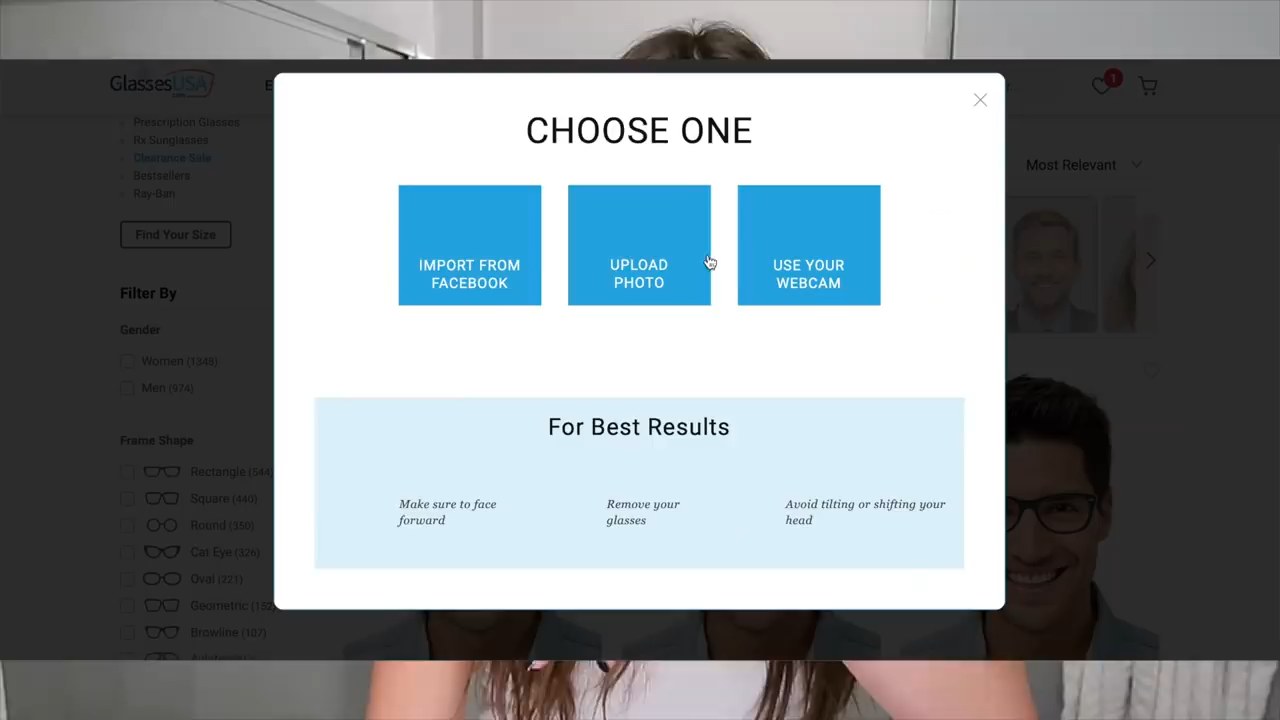 GlassesUSA
.com
E
1
Prescription Glasses
Rx Sunglasses
Clearance Sale
Bestsellers
Ray-Ban
Find Your Size
Filter By
Gender
Women (1348)
Men (974)
Frame Shape
Rectangle (544)
Square (440)
Round (350)
Cat Eye (326)
Oval (221)
Geometric (152)
Browline (107)
Most Relevant
CHOOSE ONE
IMPORT FROM
FACEBOOK
UPLOAD
PHOTO
USE YOUR
WEBCAM
For Best Results
Make sure to face
forward
Remove your
glasses
Avoid tilting or shifting your
head